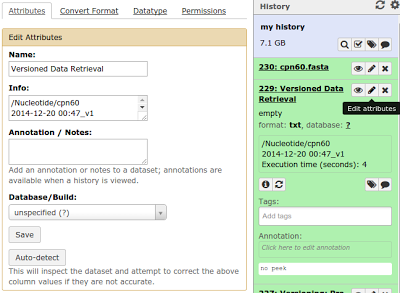 Attributes Convert Format Datatype Permissions
Edit Attributes
Name:
Versioned Data Retrieval
Info:
/Nucleotide/cpn60
2014-12-20 00:47_v1
Annotation / Notes:
Add an annotation or notes to a dataset; annotations are
available when a history is viewed.
Database/Build:
unspecified (?)
Save
Auto-detect
This will inspect the dataset and attempt to correct the above
column values if they are not accurate.
History
my history
7.1 GB
230: cpn60.fasta
229: Versioned Data
Retrieval
Edit attributes
empty
format: txt, database: ?
/Nucleotide/cpn60
2014-12-20 00:47_v1
Execution time (seconds): 4
Tags:
Add tags
Annotation:
Click here to edit annotation
no peek